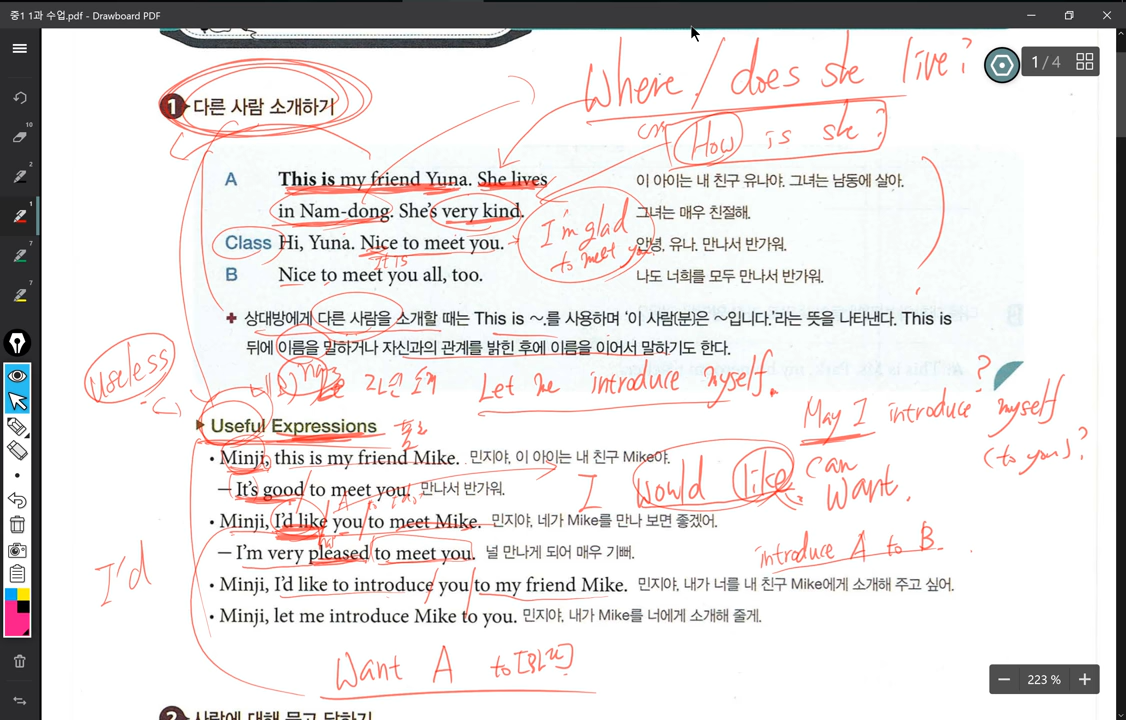 중1 1과 수업.pdf - Drawboard PDF
1 / 4
Where / does she live?
1 다른 사람 소개하기
How is she?
A This is my friend Yuna. She lives 이 아이는 내 친구 유나야. 그녀는 남동에 살아.
in Nam-dong. She's very kind. 그녀는 매우 친절해.
I'm glad to meet you.
Class Hi, Yuna. Nice to meet you. 안녕, 유나. 만나서 반가워.
It is
B Nice to meet you all, too. 나도 너희를 모두 만나서 반가워.
+ 상대방에게 다른 사람을 소개할 때는 This is ~.를 사용하며 '이 사람(분)은 ~입니다.'라는 뜻을 나타낸다. This is
뒤에 이름을 말하거나 자신과의 관계를 밝힌 후에 이름을 이어서 말하기도 한다.
useless
Let me introduce myself.
May I introduce myself (to you)?
▶ Useful Expressions
• Minji, this is my friend Mike. 민지야, 이 아이는 내 친구 Mike야.
– It's good to meet you. 만나서 반가워.
I would like can want.
• Minji, I'd like you to meet Mike. 민지야, 네가 Mike를 만나 보면 좋겠어.
– I'm very pleased to meet you. 널 만나게 되어 매우 기뻐.
introduce A to B.
I'd
• Minji, I'd like to introduce you to my friend Mike. 민지야, 내가 너를 내 친구 Mike에게 소개해 주고 싶어.
• Minji, let me introduce Mike to you. 민지야, 내가 Mike를 너에게 소개해 줄게.
Want A to
223 %
2 사람에 대해 묻고 답하기